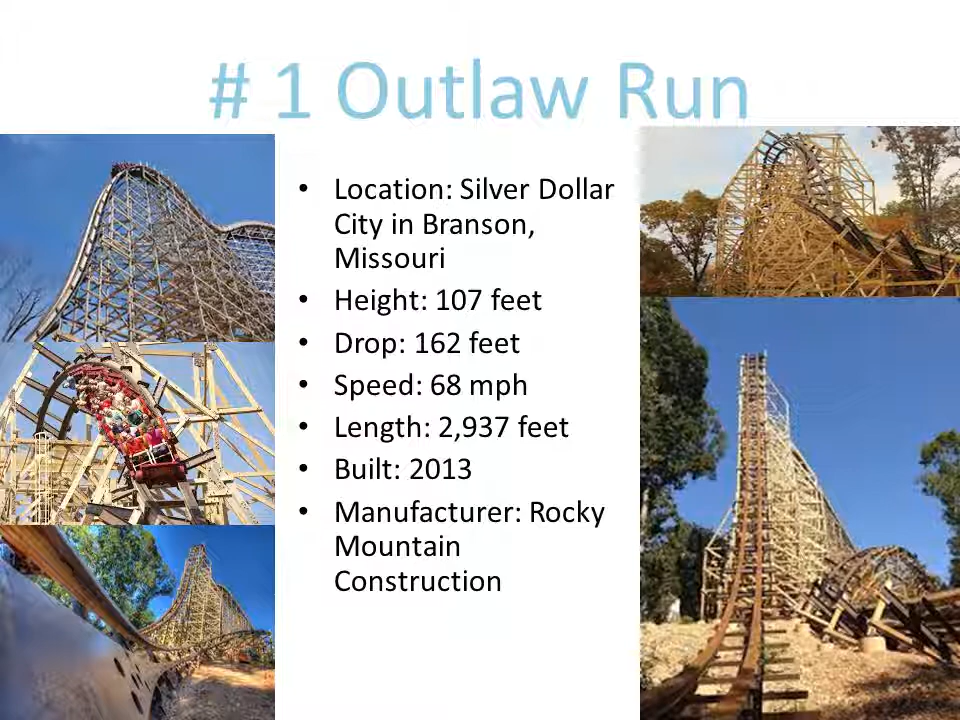 # 1 Outlaw Run
• Location: Silver Dollar
City in Branson,
Missouri
• Height: 107 feet
• Drop: 162 feet
• Speed: 68 mph
• Length: 2,937 feet
• Built: 2013
• Manufacturer: Rocky
Mountain
Construction